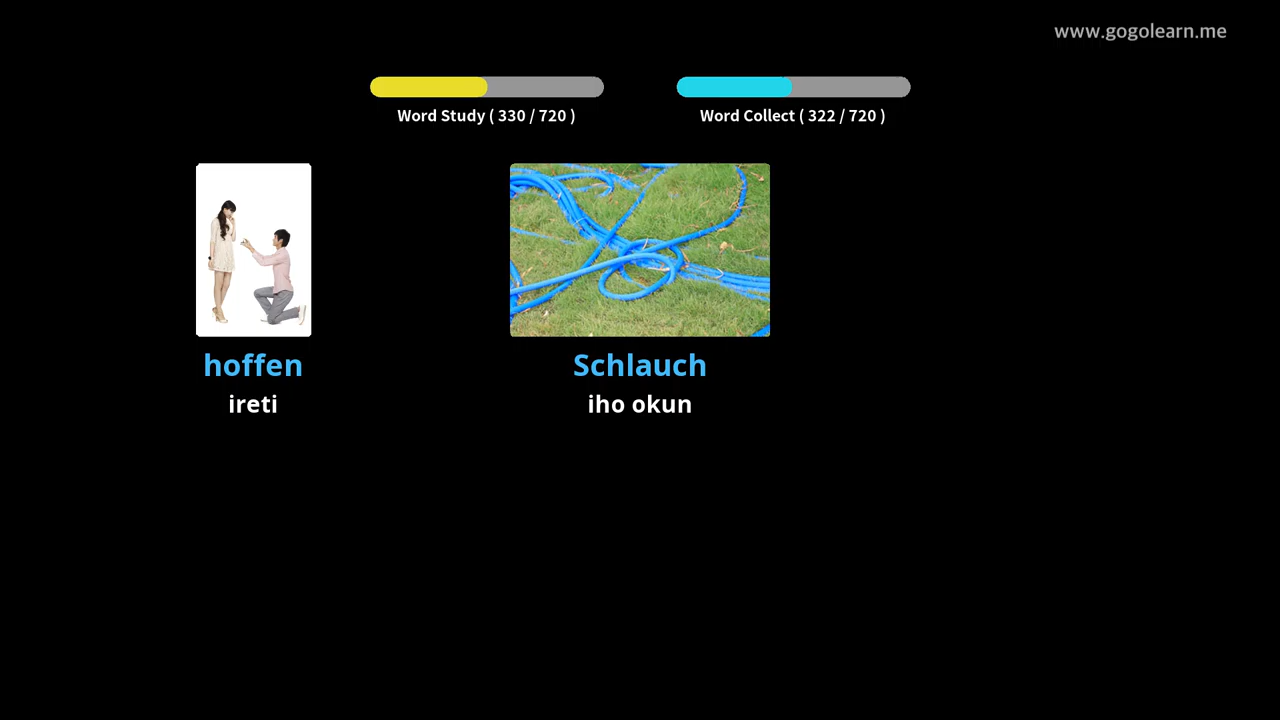 www.gogolearn.me
Word Study ( 330 / 720 )
Word Collect ( 322 / 720 )
hoffen
ireti
Schlauch
iho okun